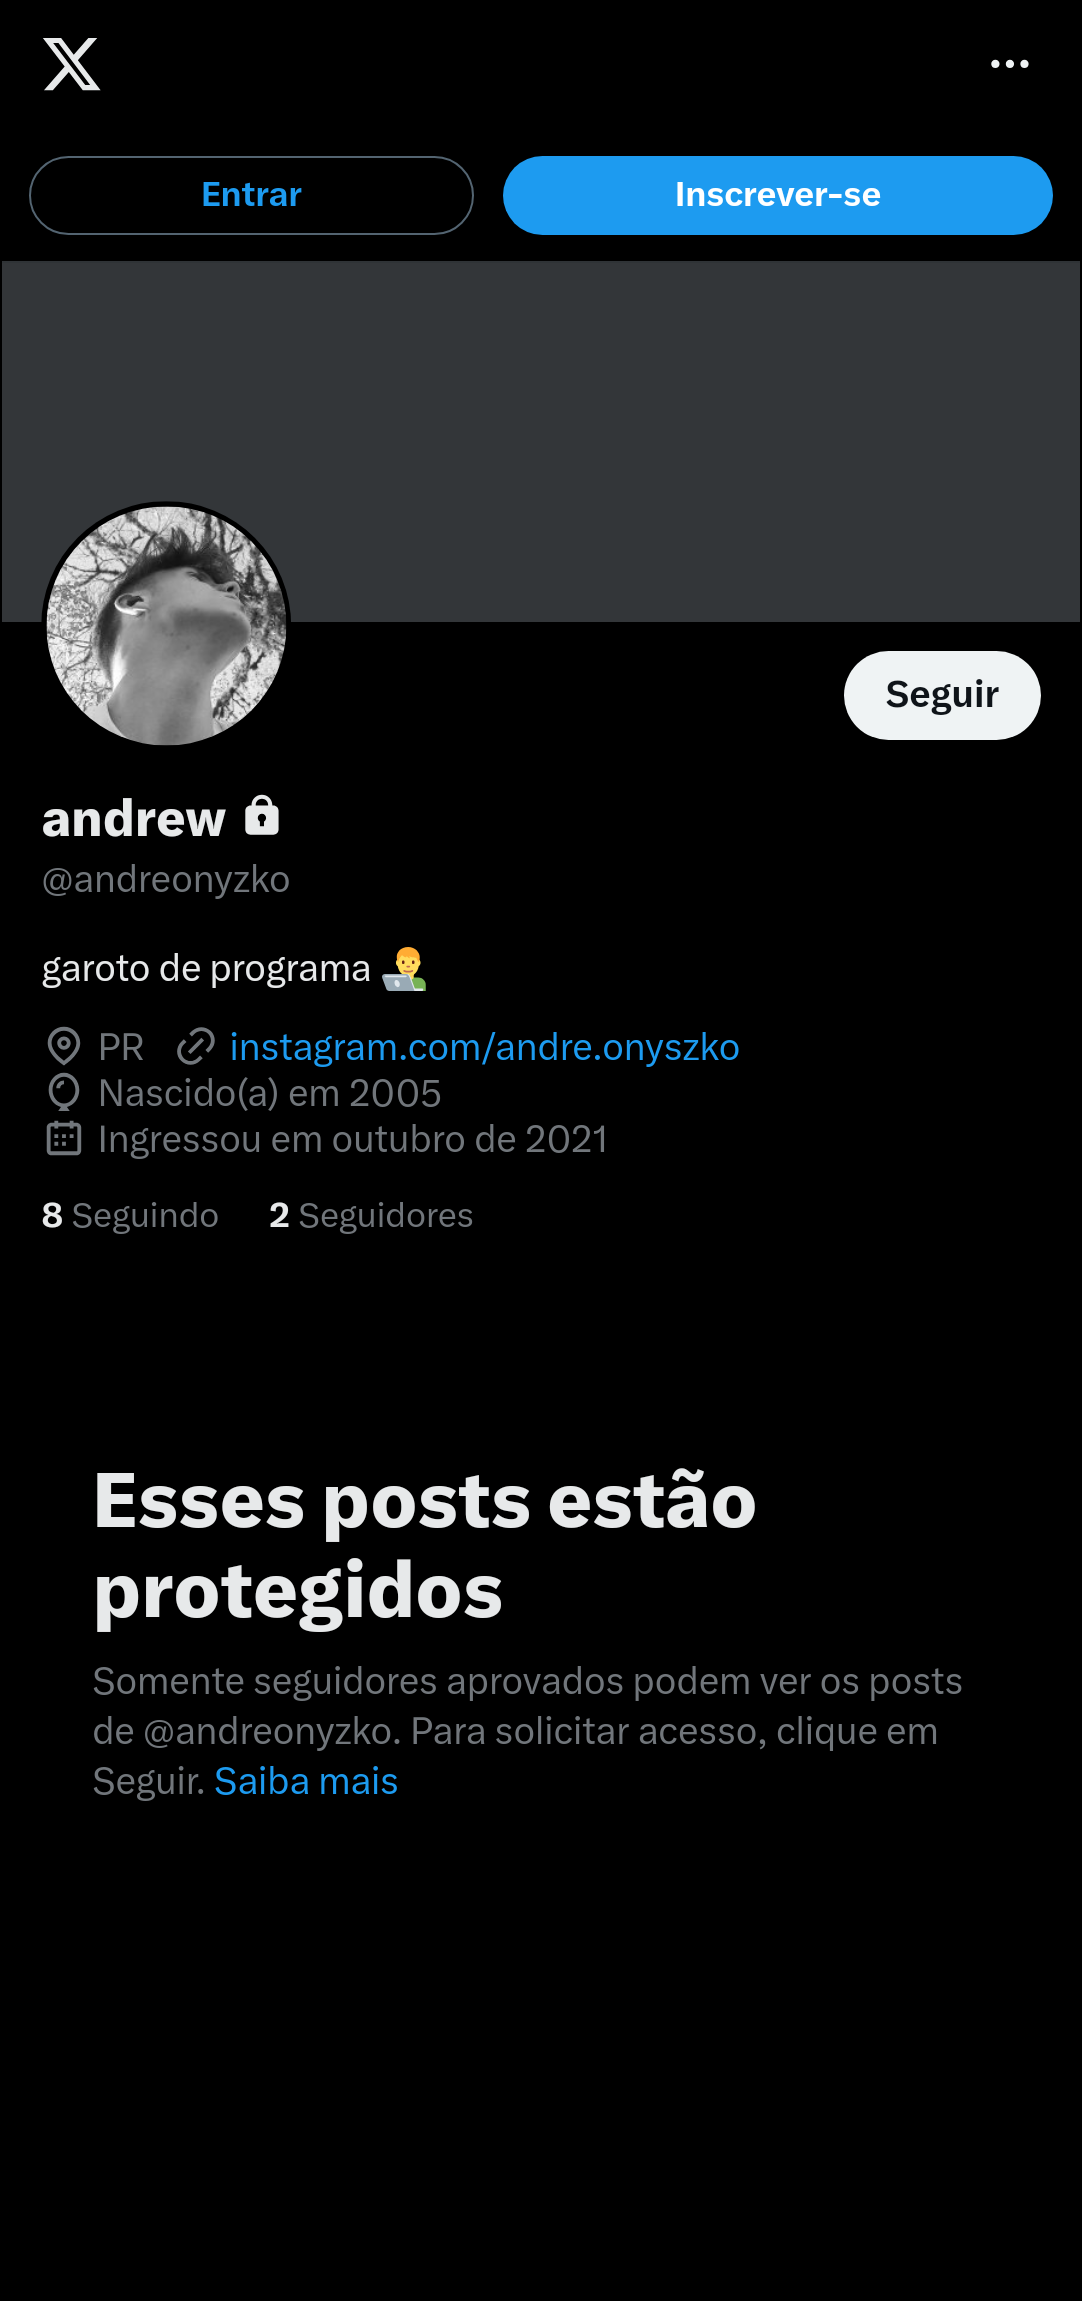 Entrar
Inscrever-se
Seguir
andrew
@andreonyzko
garoto de programa 👨‍💻
PR instagram.com/andre.onyszko
Nascido(a) em 2005
Ingressou em outubro de 2021
8 Seguindo 2 Seguidores
Esses posts estão
protegidos
Somente seguidores aprovados podem ver os posts
de @andreonyzko. Para solicitar acesso, clique em
Seguir. Saiba mais